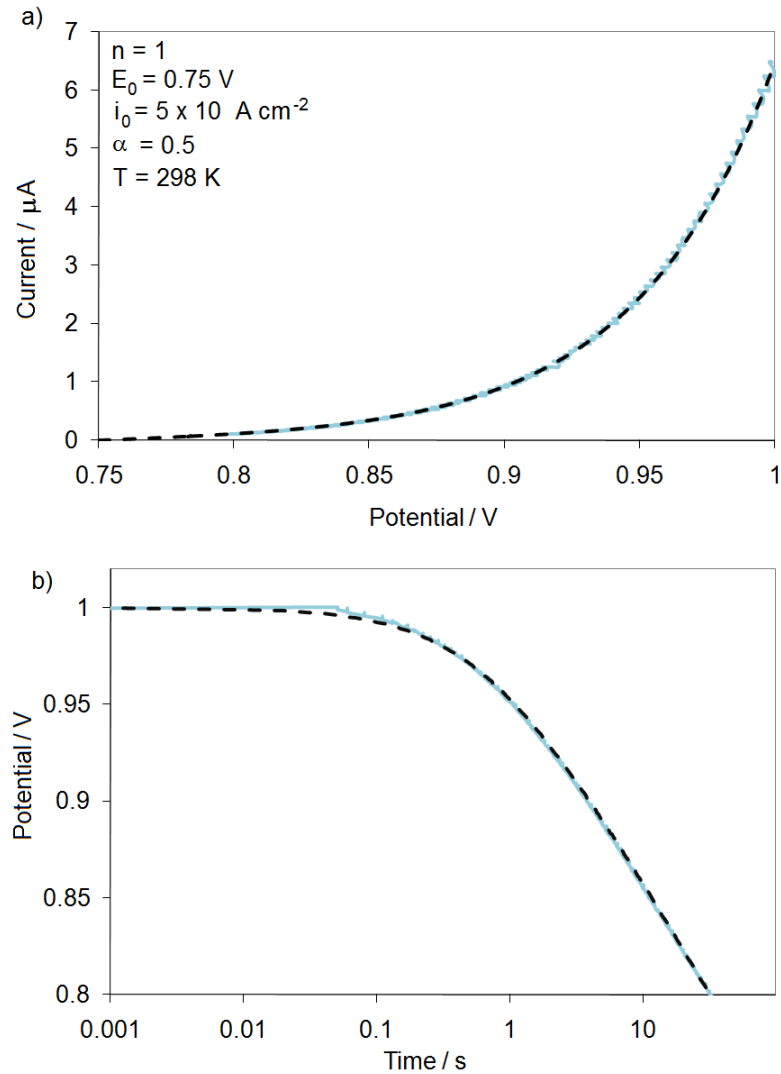 a)
7
6
5
4
3
2
1
0
Current / μA
n = 1
E₀ = 0.75 V
i₀ = 5 x 10  A cm⁻²
α = 0.5
T = 298 K
0.75 0.8 0.85 0.9 0.95 1
Potential / V
b)
1
0.95
0.9
0.85
0.8
Potential / V
0.001 0.01 0.1 1 10
Time / s